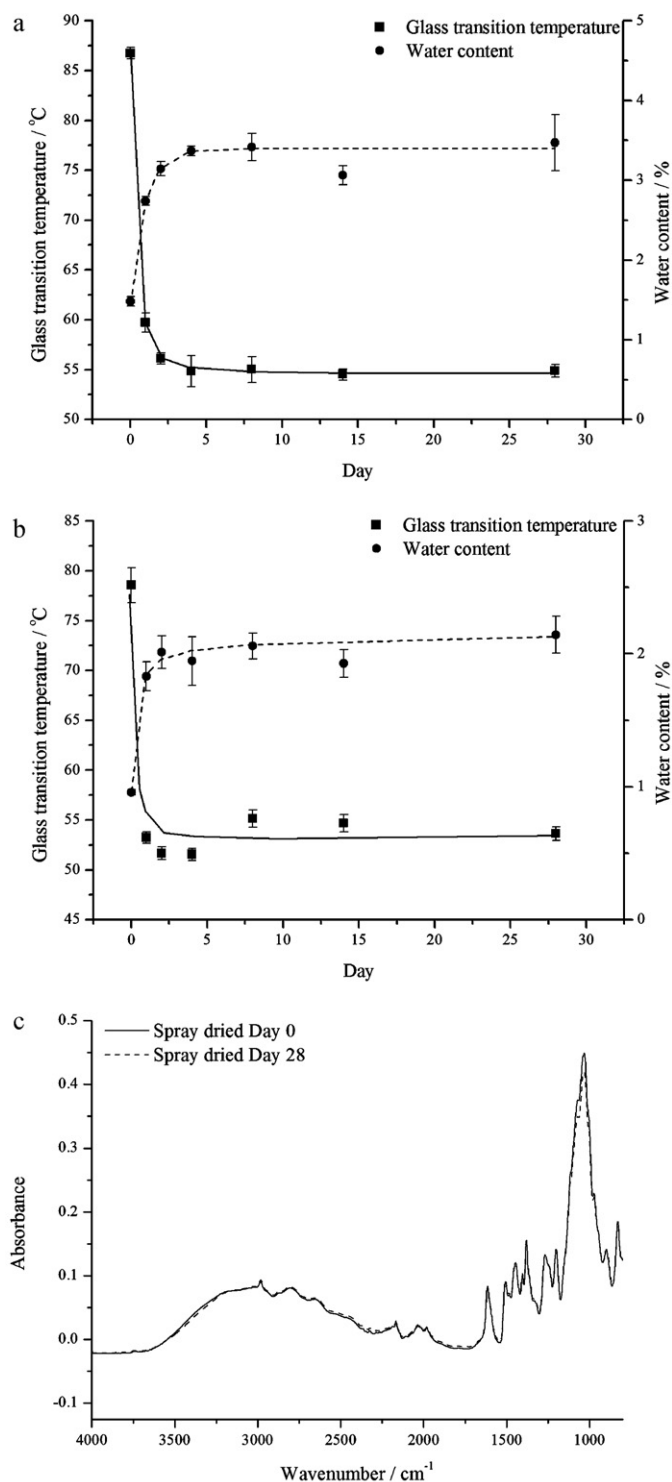 a
Glass transition temperature
Water content
90
85
80
75
70
65
60
55
50
5
4
3
2
1
0
0 5 10 15 20 25 30
Glass transition temperature / °C
Water content / %
Day
b
Glass transition temperature
Water content
85
80
75
70
65
60
55
50
45
3
2
1
0
0 5 10 15 20 25 30
Glass transition temperature / °C
Water content / %
Day
c
Spray dried Day 0
Spray dried Day 28
0.5
0.4
0.3
0.2
0.1
0.0
-0.1
4000 3500 3000 2500 2000 1500 1000
Absorbance
Wavenumber / cm⁻¹